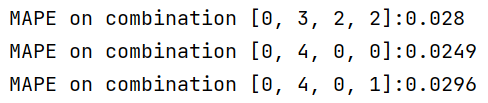 MAPE on combination [0, 3, 2, 2]:0.028
MAPE on combination [0, 4, 0, 0]:0.0249
MAPE on combination [0, 4, 0, 1]:0.0296